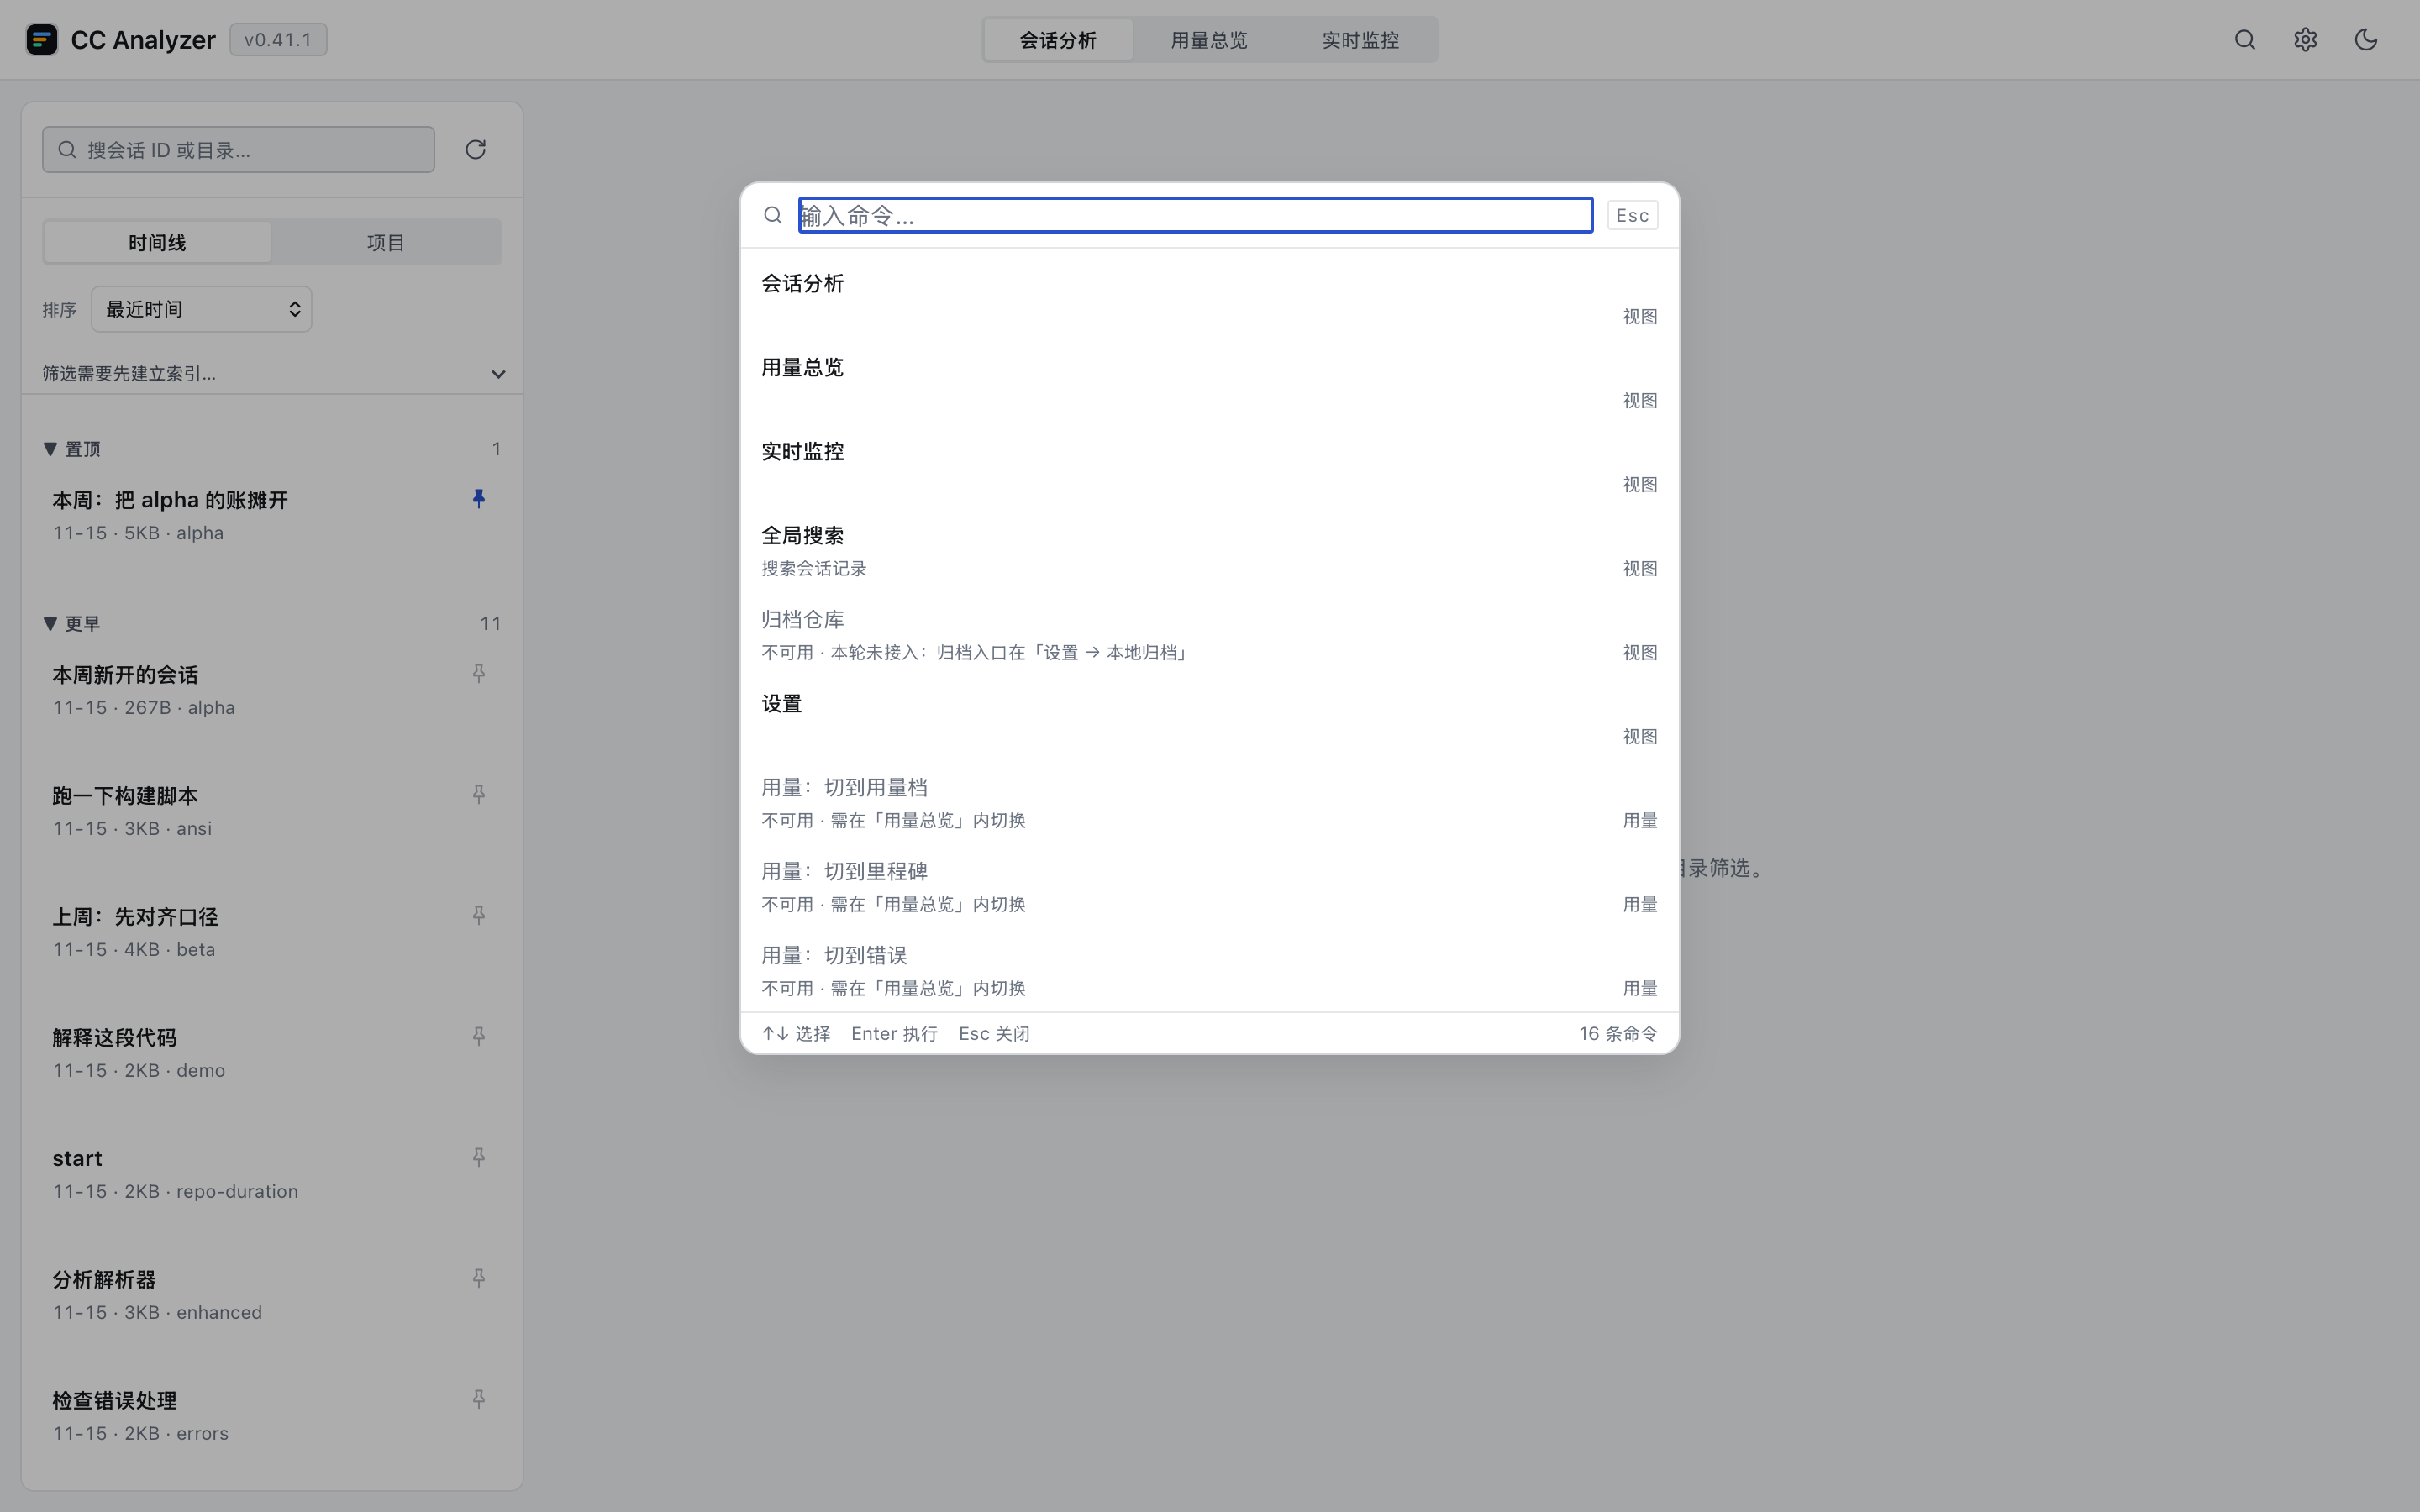 CC Analyzer v0.41.1
会话分析 用量总览 实时监控
搜会话 ID 或目录...
时间线 项目
排序 最近时间
筛选需要先建立索引...
置顶 1
本周：把 alpha 的账摊开
11-15 · 5KB · alpha
更早 11
本周新开的会话
11-15 · 267B · alpha
跑一下构建脚本
11-15 · 3KB · ansi
上周：先对齐口径
11-15 · 4KB · beta
解释这段代码
11-15 · 2KB · demo
start
11-15 · 2KB · repo-duration
分析解析器
11-15 · 3KB · enhanced
检查错误处理
11-15 · 2KB · errors
输入命令... Esc
会话分析
视图
用量总览
视图
实时监控
视图
全局搜索
搜索会话记录 视图
归档仓库
不可用 · 本轮未接入：归档入口在「设置 → 本地归档」 视图
设置
视图
用量：切到用量档
不可用 · 需在「用量总览」内切换 用量
用量：切到里程碑
不可用 · 需在「用量总览」内切换 用量
用量：切到错误
不可用 · 需在「用量总览」内切换 用量
↑↓ 选择 Enter 执行 Esc 关闭 16 条命令
录筛选。